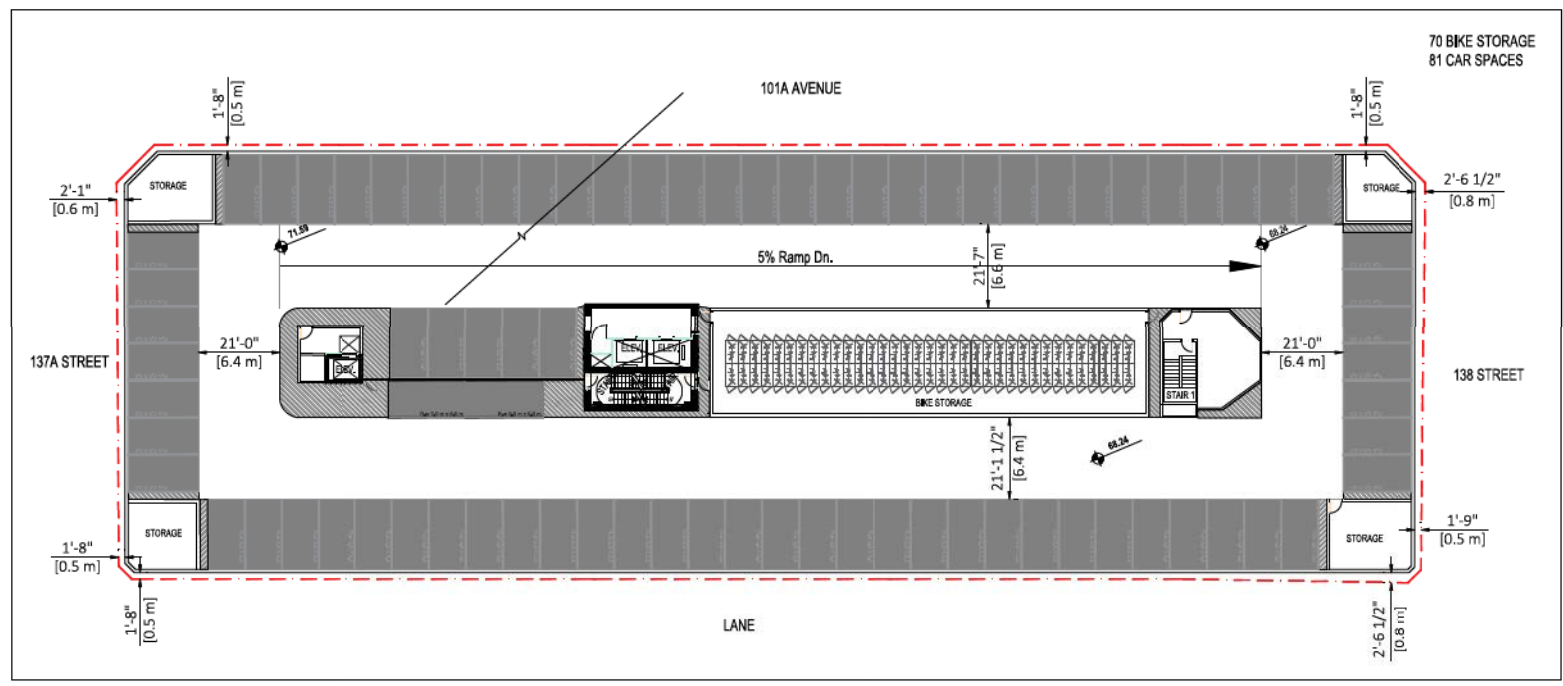 70 BIKE STORAGE
81 CAR SPACES
101A AVENUE
1'-8"
[0.5 m]
1'-8"
[0.5 m]
STORAGE
STORAGE
2'-1"
[0.6 m]
2'-6 1/2"
[0.8 m]
71.59
68.24
5% Ramp Dn.
21'-7"
[6.6 m]
137A STREET
21'-0"
[6.4 m]
ELEV.
ELEV.
ELEV.
BIKE STORAGE
STAIR 1
21'-0"
[6.4 m]
138 STREET
21'-1 1/2"
[6.4 m]
68.24
STORAGE
STORAGE
1'-8"
[0.5 m]
1'-9"
[0.5 m]
1'-8"
[0.5 m]
LANE
2'-6 1/2"
[0.8 m]